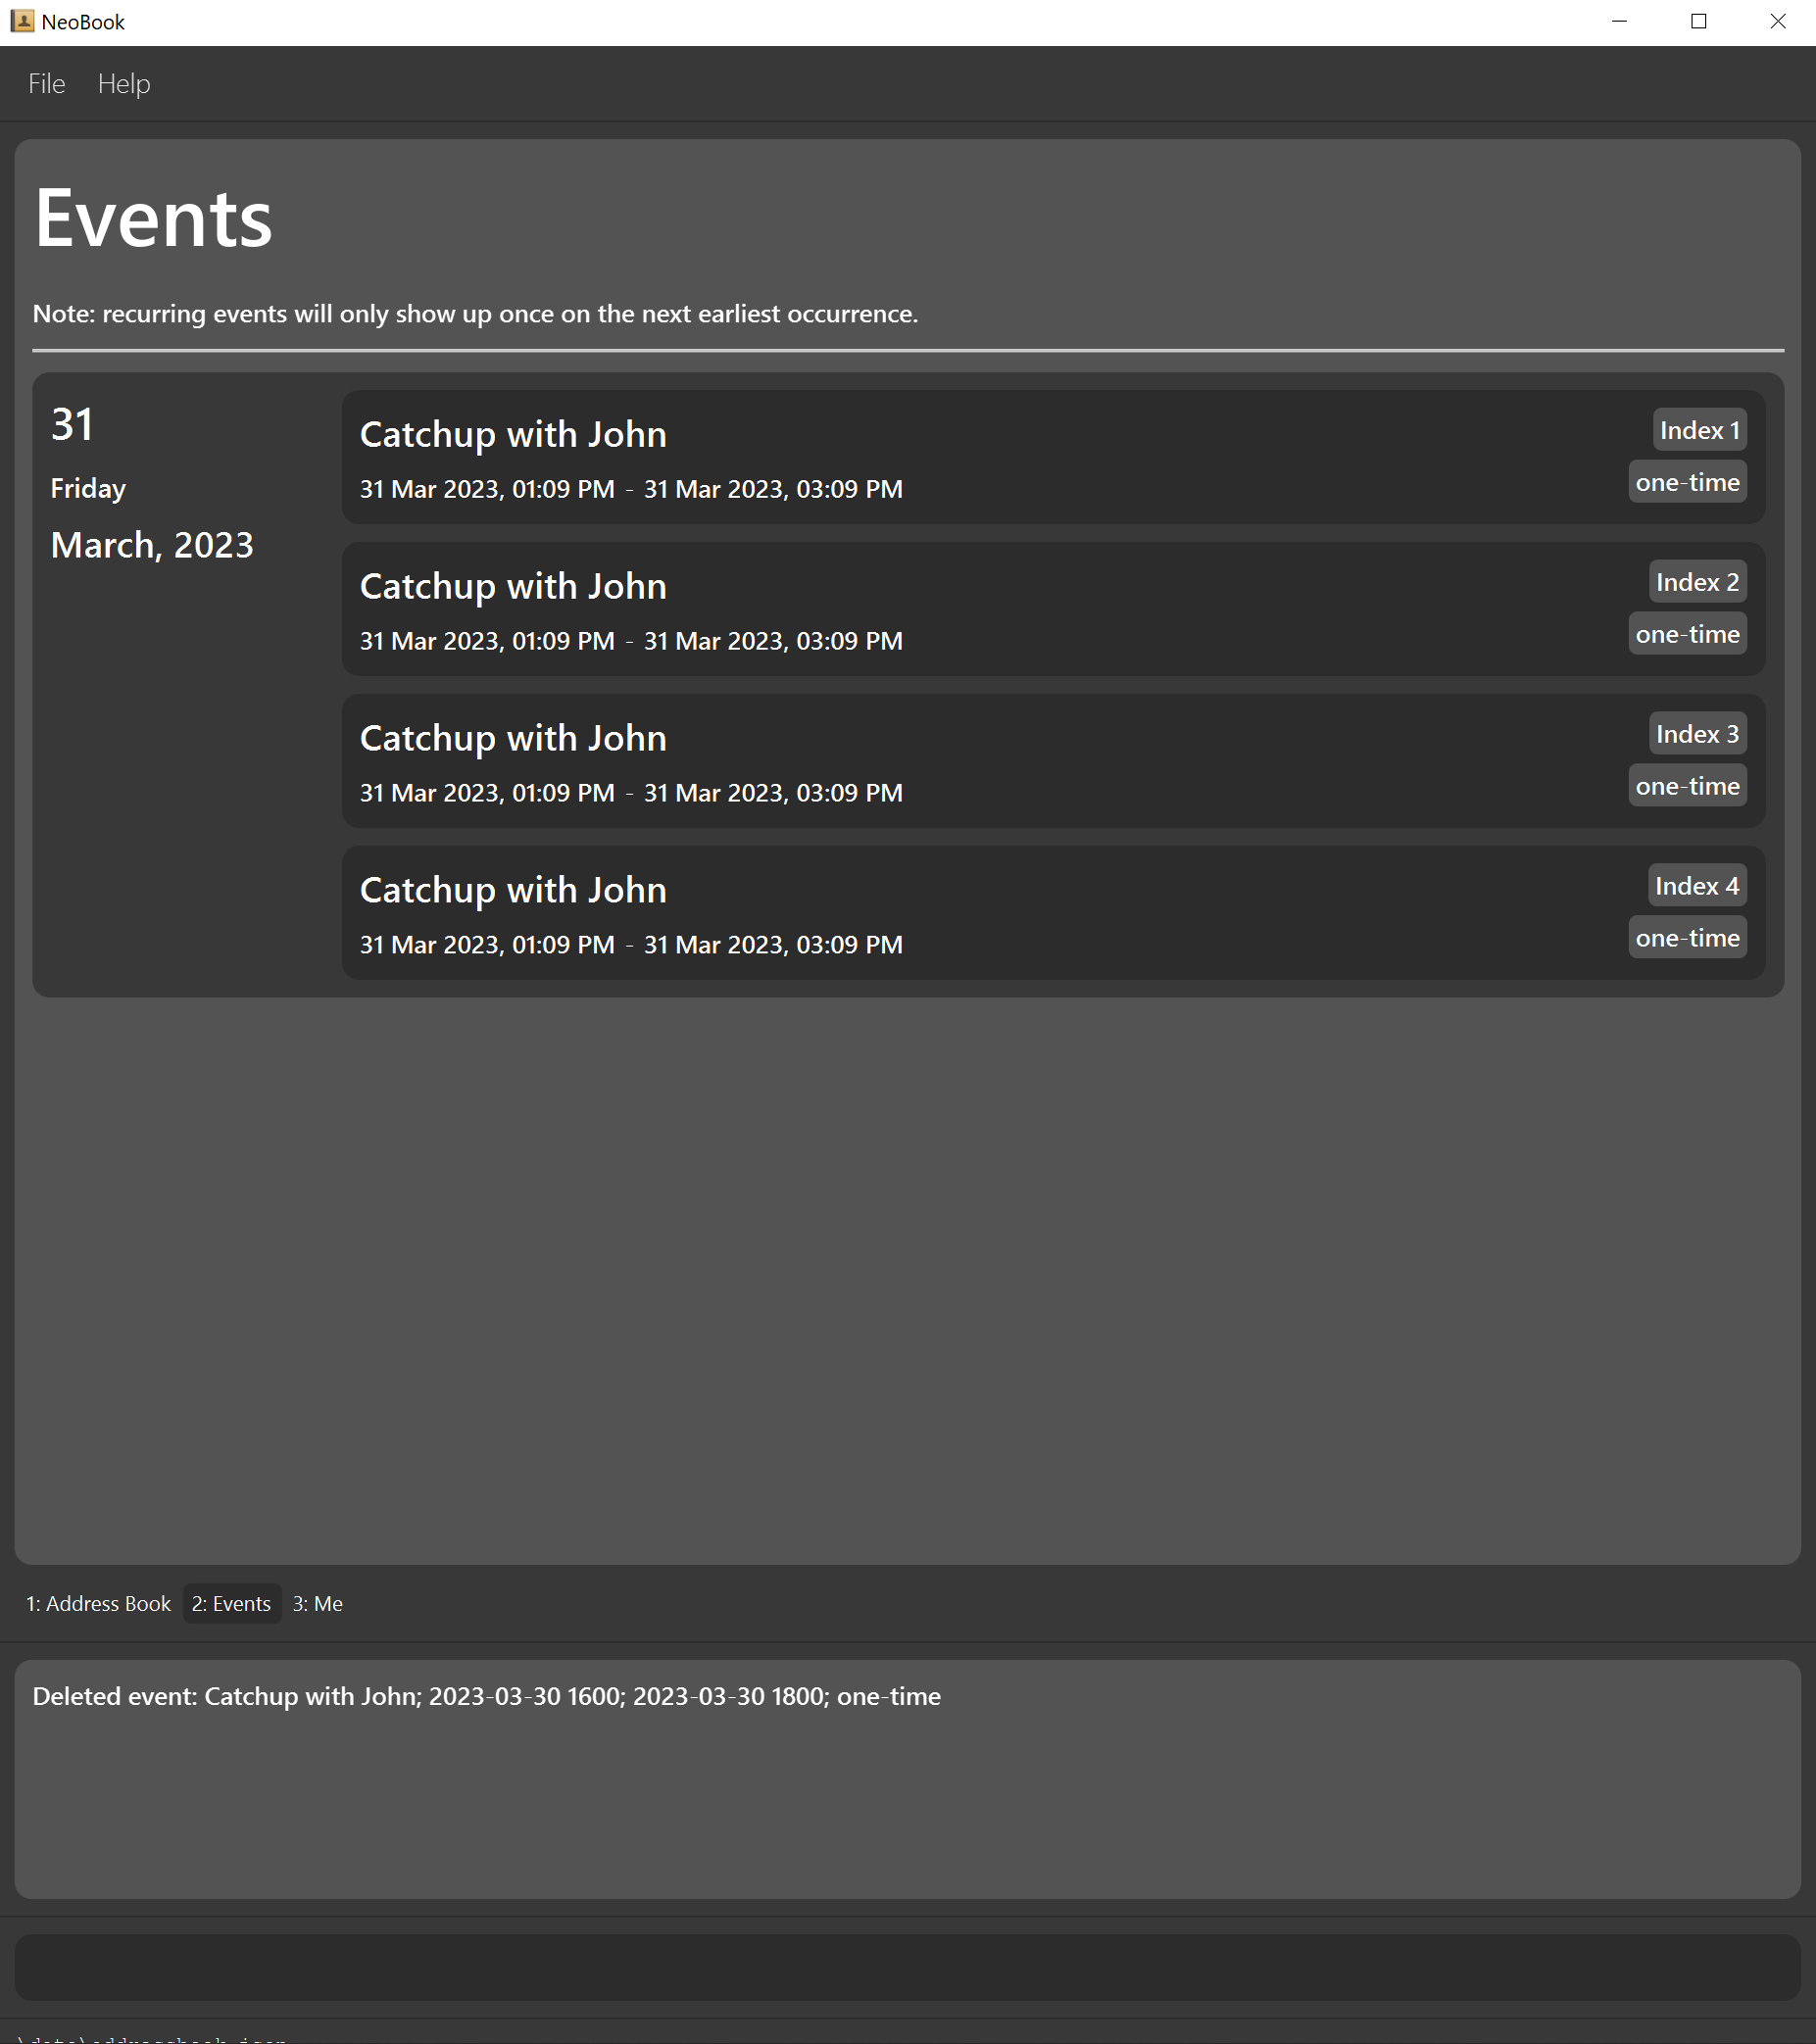 NeoBook
File Help
Events
Note: recurring events will only show up once on the next earliest occurrence.
31
Friday
March, 2023
Catchup with John
Index 1
31 Mar 2023, 01:09 PM - 31 Mar 2023, 03:09 PM
one-time
Catchup with John
Index 2
31 Mar 2023, 01:09 PM - 31 Mar 2023, 03:09 PM
one-time
Catchup with John
Index 3
31 Mar 2023, 01:09 PM - 31 Mar 2023, 03:09 PM
one-time
Catchup with John
Index 4
31 Mar 2023, 01:09 PM - 31 Mar 2023, 03:09 PM
one-time
1: Address Book 2: Events 3: Me
Deleted event: Catchup with John; 2023-03-30 1600; 2023-03-30 1800; one-time